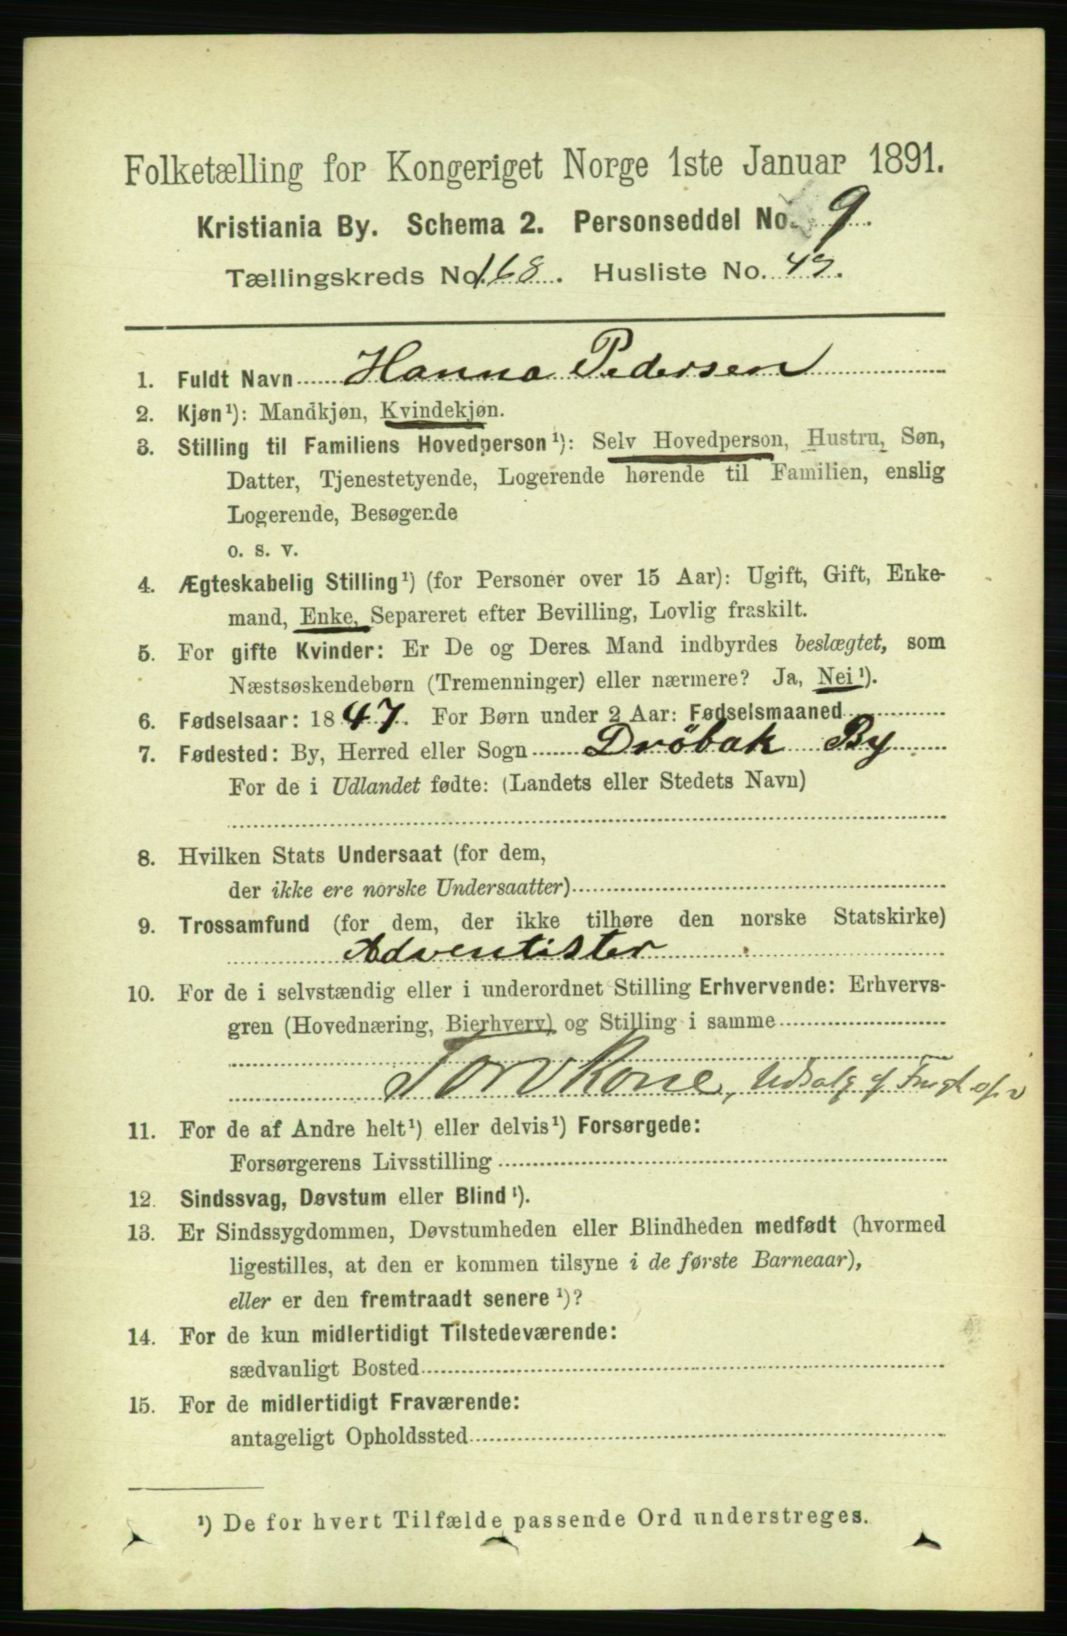 Folketælling for Kongeriget Norge 1ste Januar 1891.
Kristiania By. Schema 2. Personseddel No. 9.
Tællingskreds No. 168. Husliste No. 49.
1. Fuldt Navn Hanna Pedersen
2. Kjøn¹): Mandkjøn, Kvindekjøn.
3. Stilling til Familiens Hovedperson¹): Selv Hovedperson, Hustru, Søn,
Datter, Tjenestetyende, Logerende hørende til Familien, enslig
Logerende, Besøgende
o. s. v.
4. Ægteskabelig Stilling¹) (for Personer over 15 Aar): Ugift, Gift, Enke-
mand, Enke, Separeret efter Bevilling, Lovlig fraskilt.
5. For gifte Kvinder: Er De og Deres Mand indbyrdes beslægtet, som
Næstsøskendebørn (Tremenninger) eller nærmere? Ja, Nei¹).
6. Fødselsaar: 1847. For Børn under 2 Aar: Fødselsmaaned
7. Fødested: By, Herred eller Sogn Drøbak By
For de i Udlandet fødte: (Landets eller Stedets Navn)
8. Hvilken Stats Undersaat (for dem,
der ikke ere norske Undersaatter)
9. Trossamfund (for dem, der ikke tilhøre den norske Statskirke)
Adventister
10. For de i selvstændig eller i underordnet Stilling Erhvervende: Erhvervs-
gren (Hovednæring, Bierhverv) og Stilling i samme
Torvkone, Udsalg af Frugt o.s.v
11. For de af Andre helt¹) eller delvis¹) Forsørgede:
Forsørgerens Livsstilling
12. Sindssvag, Døvstum eller Blind¹).
13. Er Sindssygdommen, Døvstumheden eller Blindheden medfødt (hvormed
ligestilles, at den er kommen tilsyne i de første Barneaar),
eller er den fremtraadt senere¹)?
14. For de kun midlertidigt Tilstedeværende:
sædvanligt Bosted
15. For de midlertidigt Fraværende:
antageligt Opholdssted
¹) De for hvert Tilfælde passende Ord understreges.